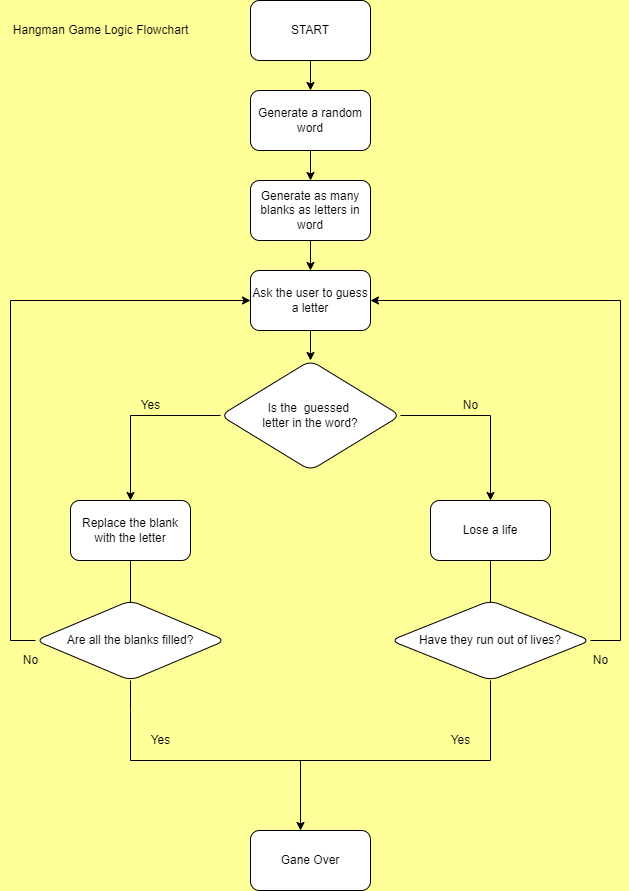 Hangman Game Logic Flowchart
START
Generate a random
word
Generate as many
blanks as letters in
word
Ask the user to guess
a letter
Is the guessed
letter in the word?
Yes
No
Replace the blank
with the letter
Lose a life
Are all the blanks filled?
Have they run out of lives?
No
No
Yes
Yes
Gane Over